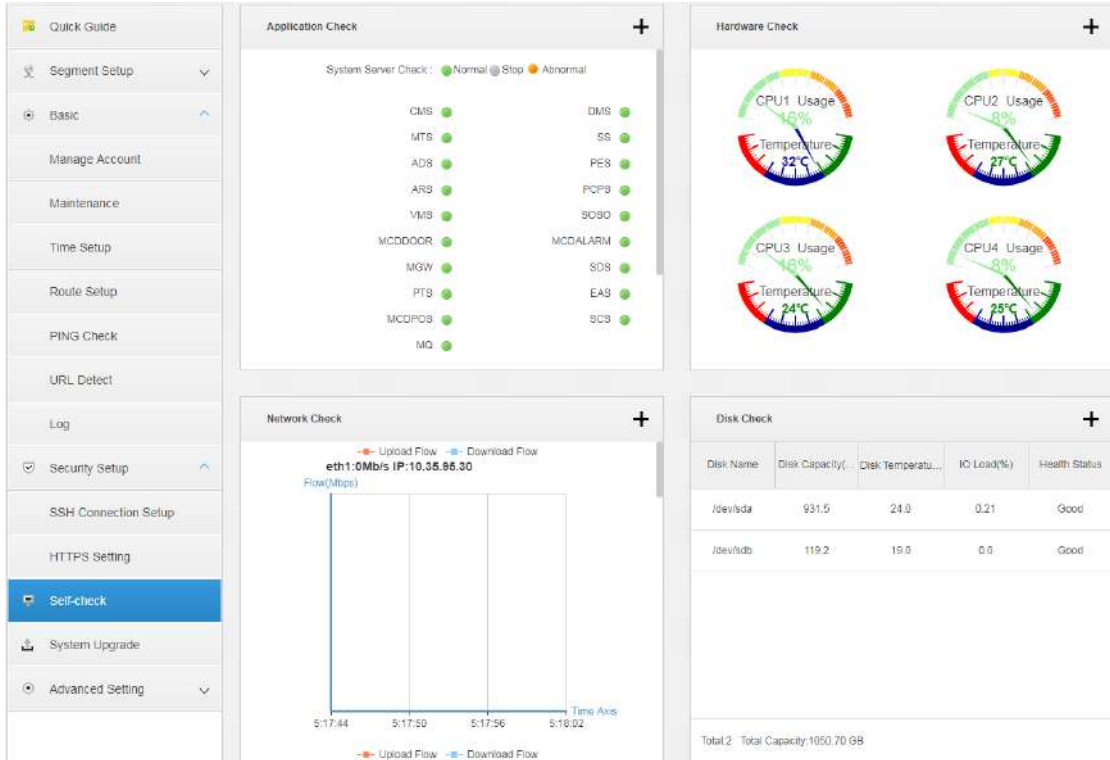 Quick Guide
Segment Setup
Basic
Manage Account
Maintenance
Time Setup
Route Setup
PING Check
URL Detect
Log
Security Setup
SSH Connection Setup
HTTPS Setting
Self-check
System Upgrade
Advanced Setting
Application Check +
System Server Check : Normal Stop Abnormal
CMS DMS
MTS SS
ADS PES
ARS PCPS
VMS SOSO
MCDDOOR MCDALARM
MGW SDS
PTS EAS
MCDPOS SCS
MQ
Hardware Check +
CPU1 Usage
16%
Temperature
32°C
CPU2 Usage
8%
Temperature
27°C
CPU3 Usage
16%
Temperature
24°C
CPU4 Usage
8%
Temperature
25°C
Network Check +
Upload Flow Download Flow
eth1:0Mb/s IP:10.35.95.30
Flow(Mbps)
Time Axis
5:17:44 5:17:50 5:17:56 5:18:02
Upload Flow Download Flow
Disk Check +
Disk Name Disk Capacity(... Disk Temperatu... IO Load(%) Health Status
/dev/sda 931.5 24.0 0.21 Good
/dev/sdb 119.2 19.0 0.0 Good
Total:2 Total Capacity:1050.70 GB